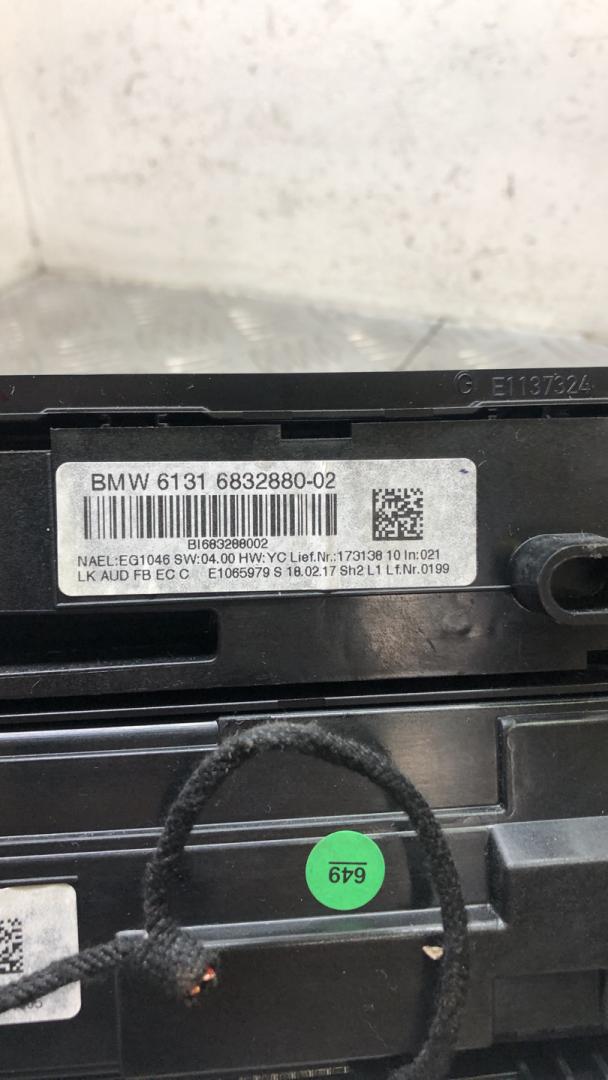 G E1137324
BMW 6131 6832880-02
BI683288002
NAEL:EG1046 SW:04.00 HW:YC Lief.Nr.:173138 10 In:021
LK AUD FB EC C E1065979 S 18.02.17 Sh2 L1 Lf.Nr.0199
649